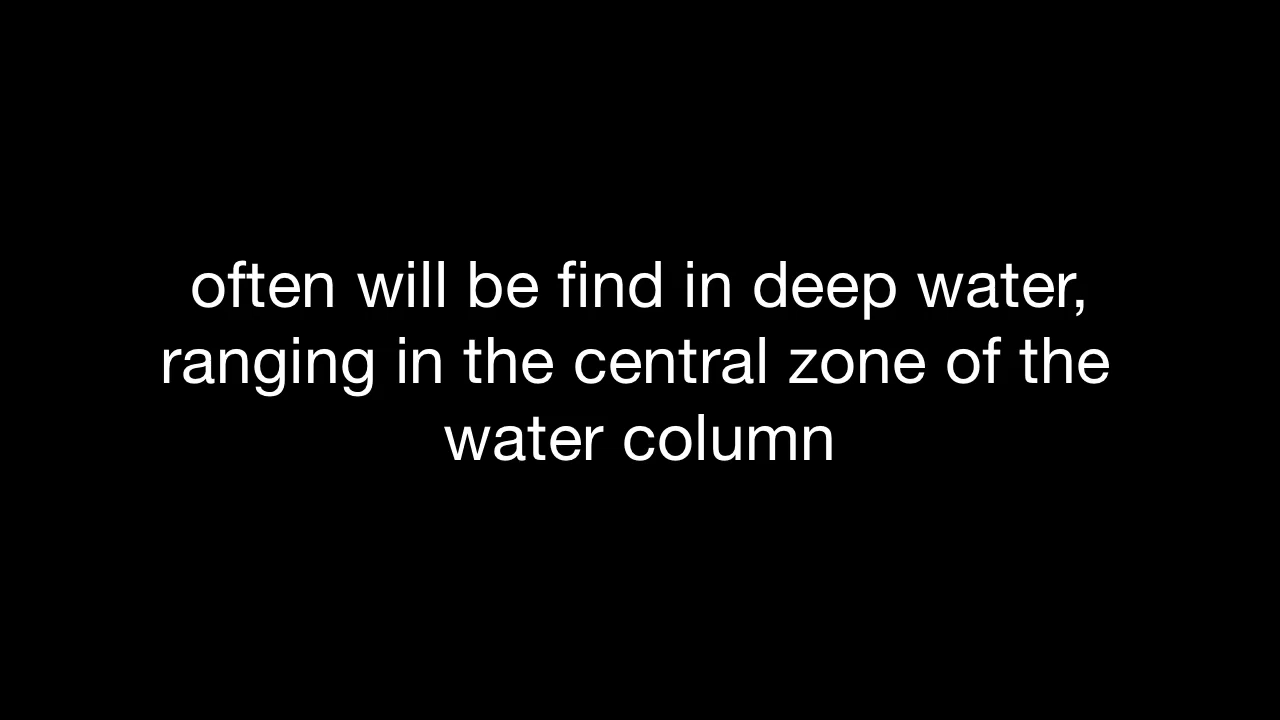 often will be find in deep water,
ranging in the central zone of the
water column